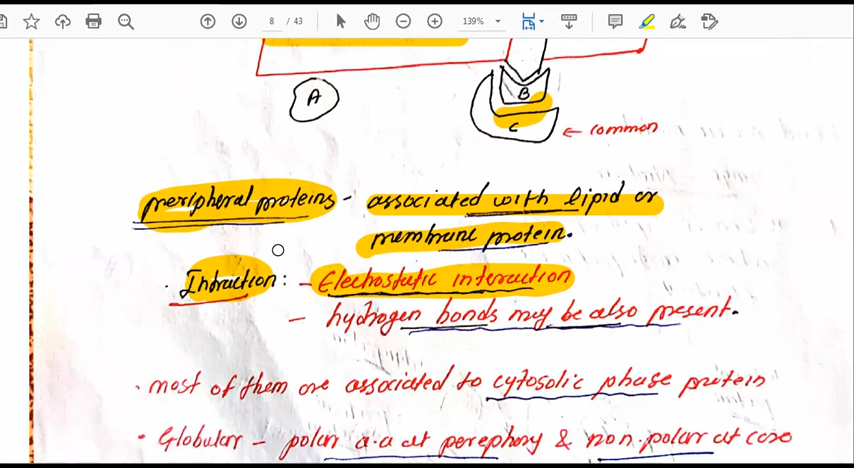 8 / 43
139%
A
B
C
← common
peripheral proteins - associated with lipid or
membrane protein.
· Intraction : - Electrostatic interaction
- hydrogen bonds may be also present.
· most of them are associated to cytosolic phase protein
· Globular - polar a.a at perephory & non.polar at core